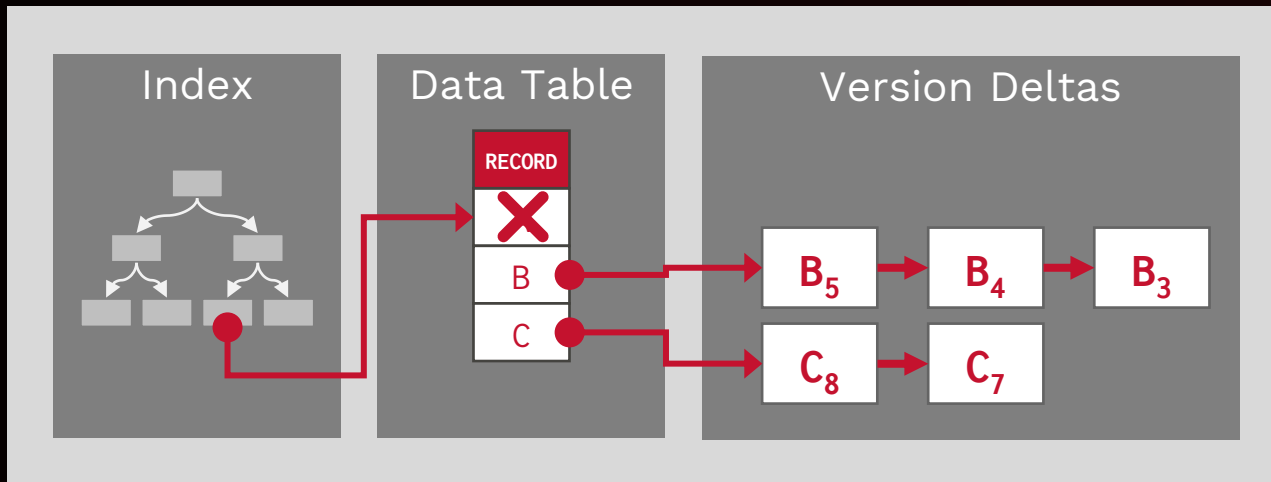 Index
Data Table
Version Deltas
RECORD
B
C
B₅
B₄
B₃
C₈
C₇